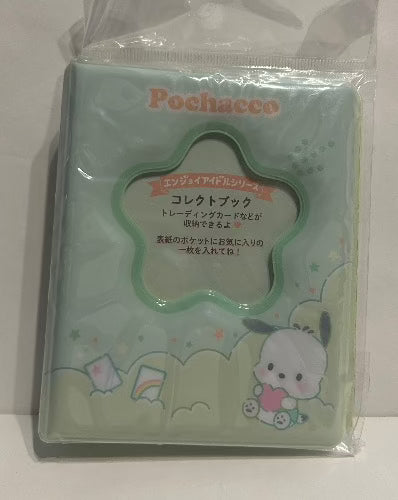 Pochacco
エンジョイアイドルシリーズ
コレクトブック
トレーディングカードなどが
収納できるよ
表紙のポケットにお気に入りの
一枚を入れてね!